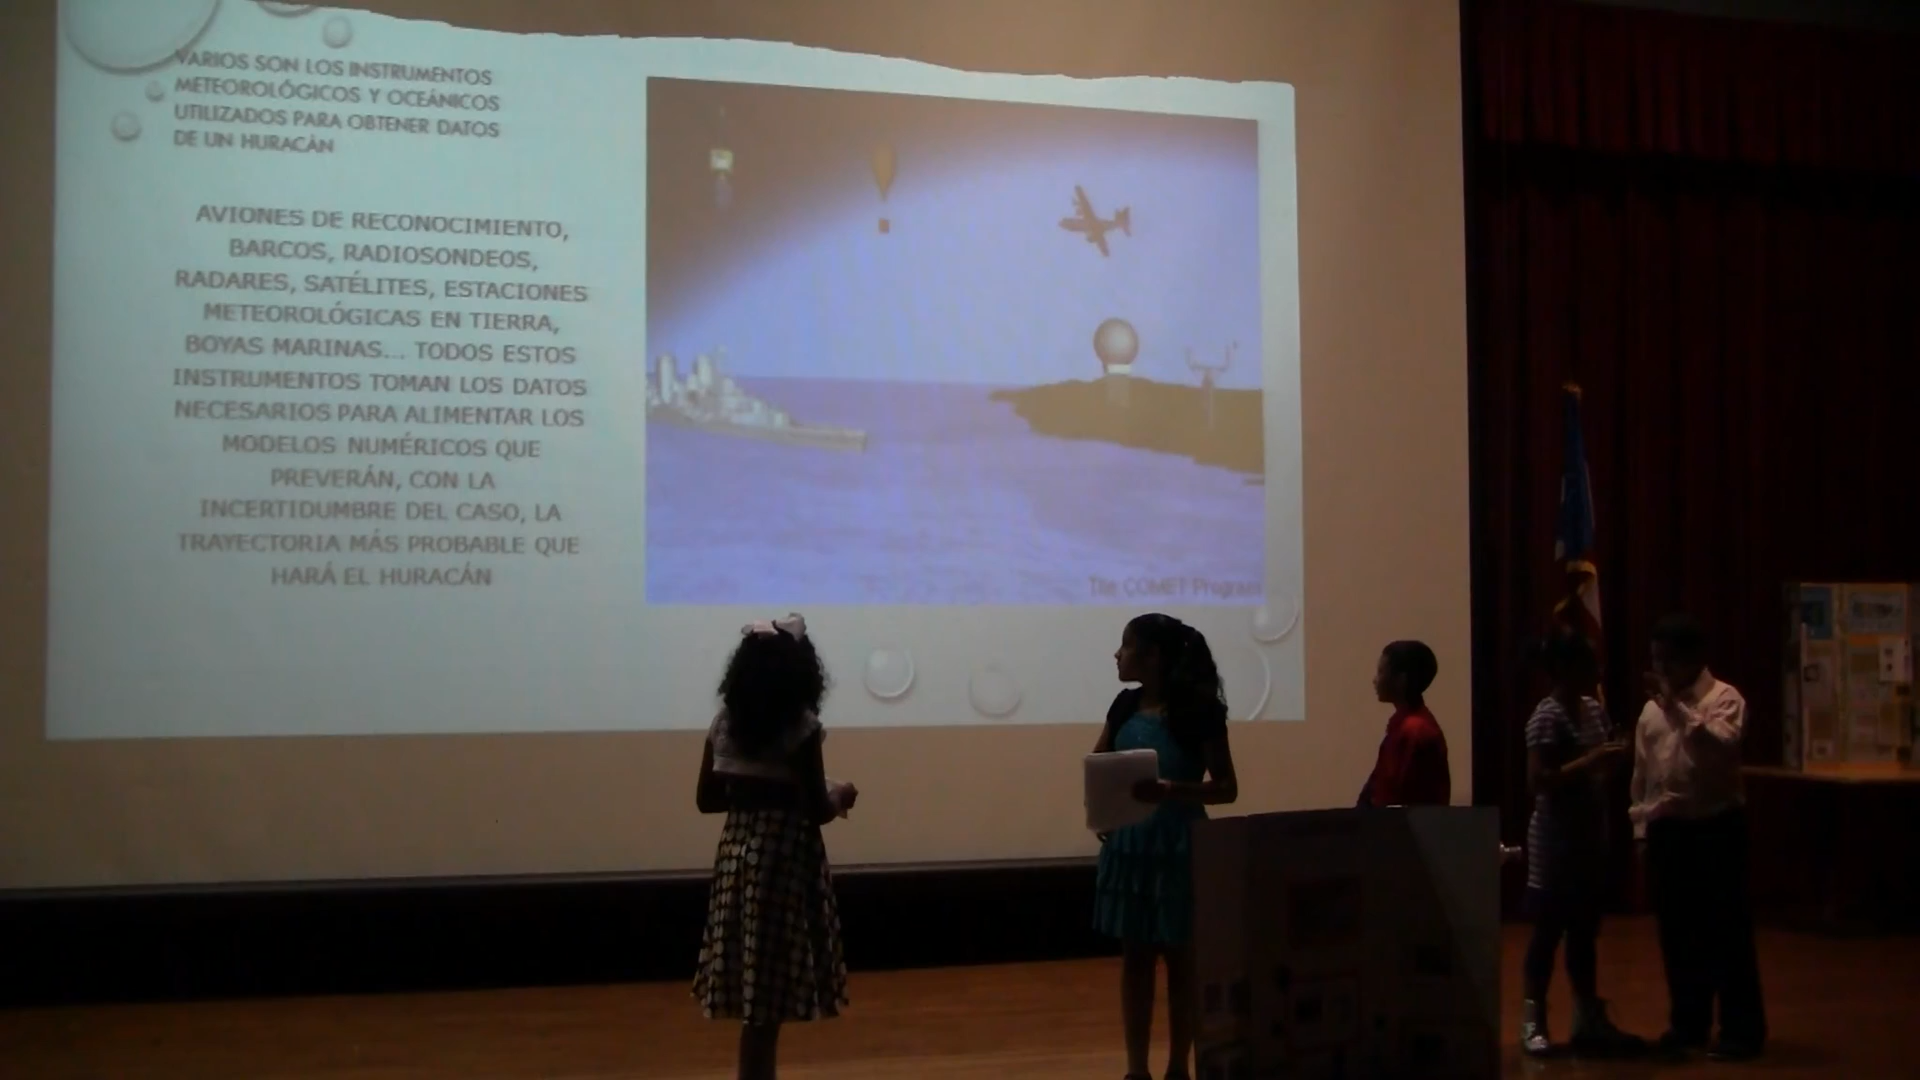 VARIOS SON LOS INSTRUMENTOS
METEOROLÓGICOS Y OCEÁNICOS
UTILIZADOS PARA OBTENER DATOS
DE UN HURACÁN
AVIONES DE RECONOCIMIENTO,
BARCOS, RADIOSONDEOS,
RADARES, SATÉLITES, ESTACIONES
METEOROLÓGICAS EN TIERRA,
BOYAS MARINAS... TODOS ESTOS
INSTRUMENTOS TOMAN LOS DATOS
NECESARIOS PARA ALIMENTAR LOS
MODELOS NUMÉRICOS QUE
PREVERÁN, CON LA
INCERTIDUMBRE DEL CASO, LA
TRAYECTORIA MÁS PROBABLE QUE
HARÁ EL HURACÁN
The COMET Program